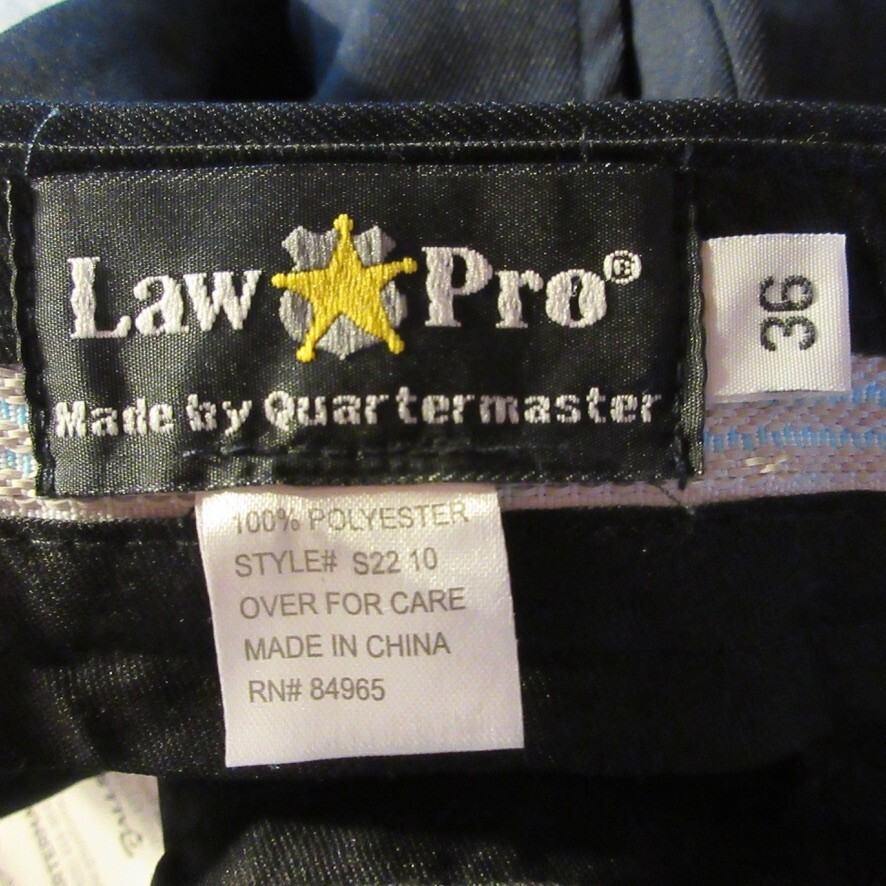 Law Pro®
Made by Quartermaster
36
100% POLYESTER
STYLE# S22 10
OVER FOR CARE
MADE IN CHINA
RN# 84965